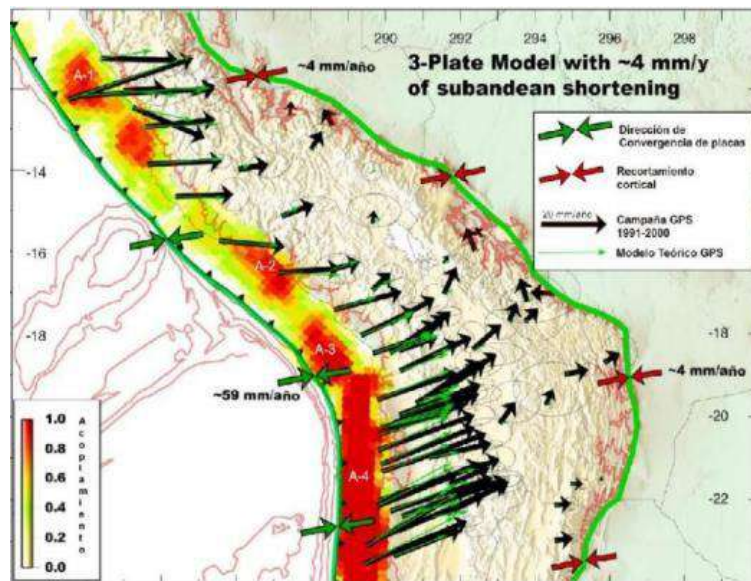 290
292
294
296
298
~4 mm/año
3-Plate Model with ~4 mm/y
of subandean shortening
A-1
Dirección de
Convergencia de placas
Recortamiento
cortical
20 mm/año
Campaña GPS
1991-2000
Modelo Teórico GPS
-14
-16
A-2
-18
-18
A-3
~59 mm/año
~4 mm/año
-20
A-4
-22
1.0
0.8
0.6
0.4
0.2
0.0
Acoplamiento